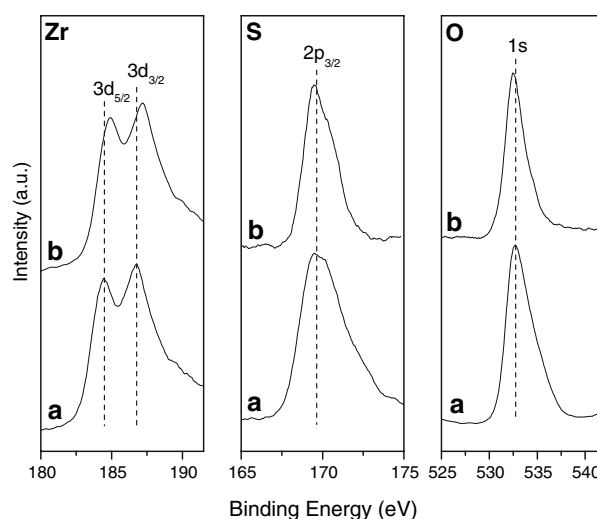 Zr
S
O
3d5/2
3d3/2
2p3/2
1s
b
b
b
a
a
a
Intensity (a.u.)
180 185 190
165 170 175
525 530 535 540
Binding Energy (eV)